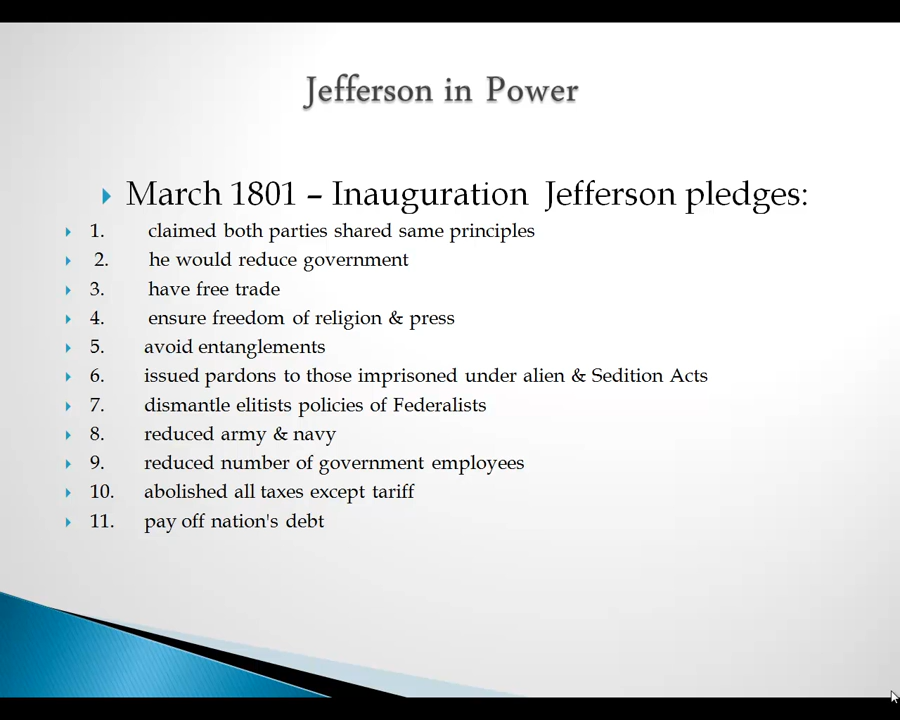 Jefferson in Power
March 1801 – Inauguration Jefferson pledges:
1. claimed both parties shared same principles
2. he would reduce government
3. have free trade
4. ensure freedom of religion & press
5. avoid entanglements
6. issued pardons to those imprisoned under alien & Sedition Acts
7. dismantle elitists policies of Federalists
8. reduced army & navy
9. reduced number of government employees
10. abolished all taxes except tariff
11. pay off nation's debt